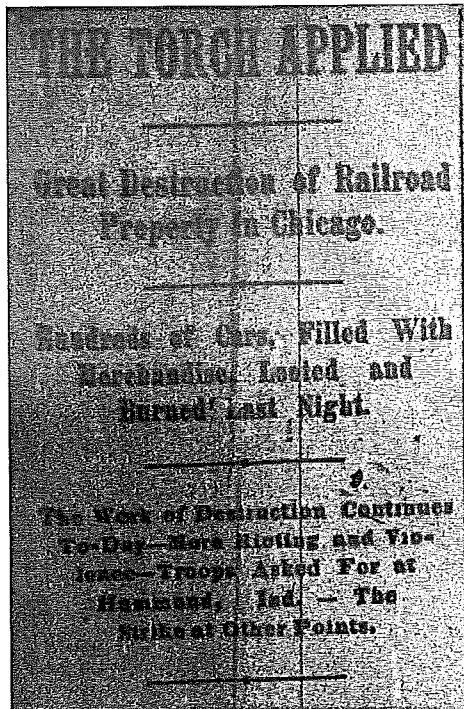 THE TORCH APPLIED
Great Destruction of Railroad
Property in Chicago.
Hundreds of Cars, Filled With
Merchandise, Looted and
Burned Last Night.
The Work of Destruction Continues
To-Day—More Rioting and Vio-
lence—Troops Asked For at
Hammond, Ind. — The
Strike at Other Points.